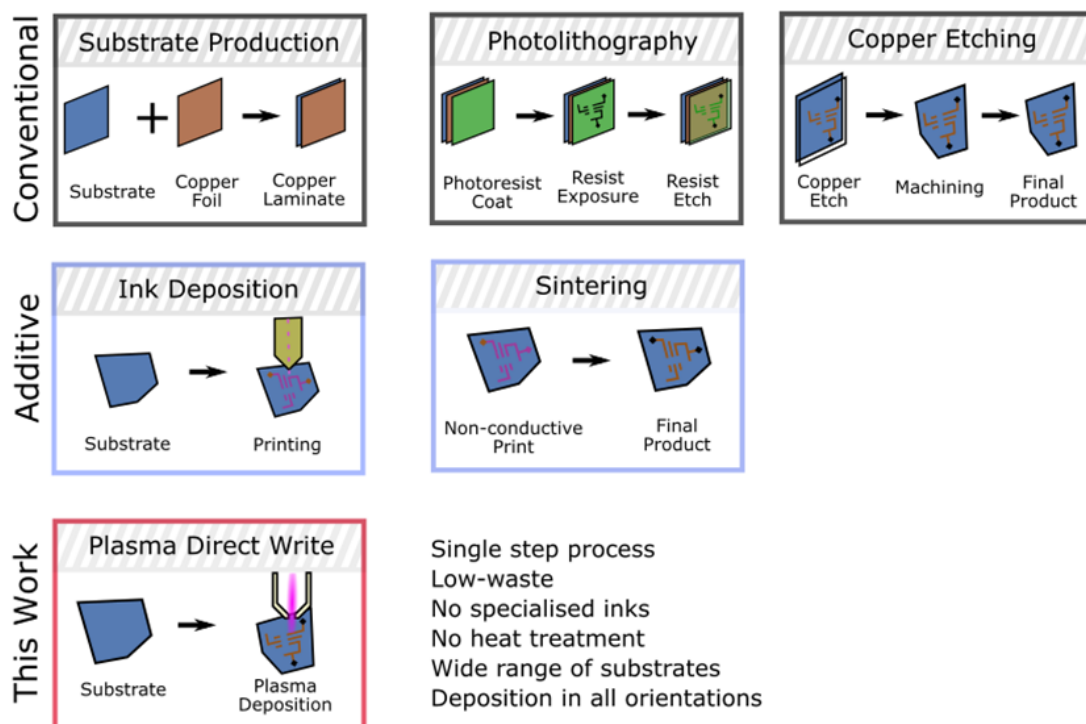 Conventional
Substrate Production
Substrate
Copper
Foil
Copper
Laminate
Photolithography
Photoresist
Coat
Resist
Exposure
Resist
Etch
Copper Etching
Copper
Etch
Machining
Final
Product
Additive
Ink Deposition
Substrate
Printing
Sintering
Non-conductive
Print
Final
Product
This Work
Plasma Direct Write
Substrate
Plasma
Deposition
Single step process
Low-waste
No specialised inks
No heat treatment
Wide range of substrates
Deposition in all orientations